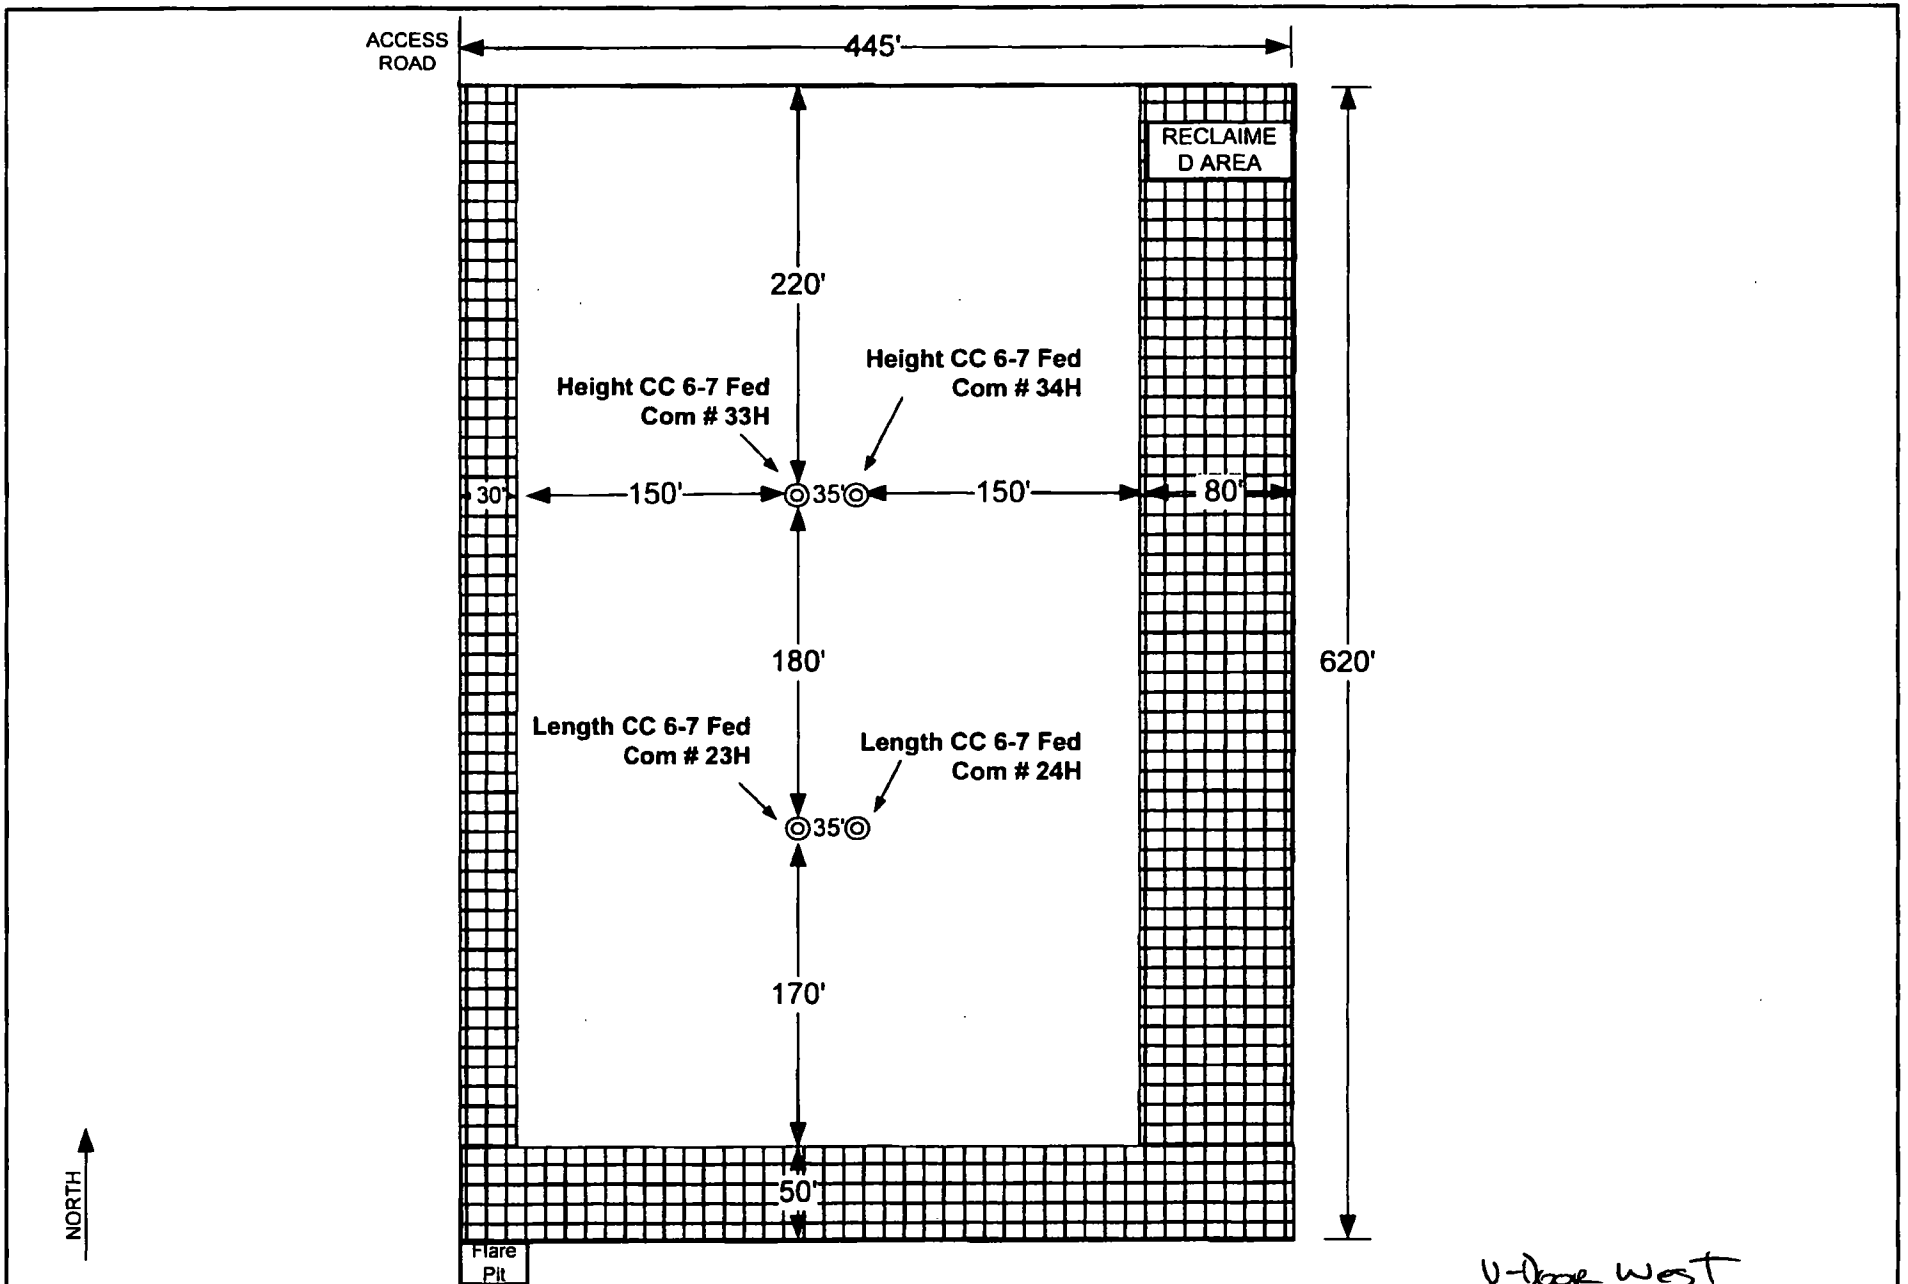 ACCESS
ROAD
445'
RECLAIME
D AREA
220'
Height CC 6-7 Fed
Com # 34H
Height CC 6-7 Fed
Com # 33H
30'
150'
35'
150'
80'
180'
620'
Length CC 6-7 Fed
Com # 23H
Length CC 6-7 Fed
Com # 24H
35'
170'
50'
NORTH
Flare
Pit
V-Door West